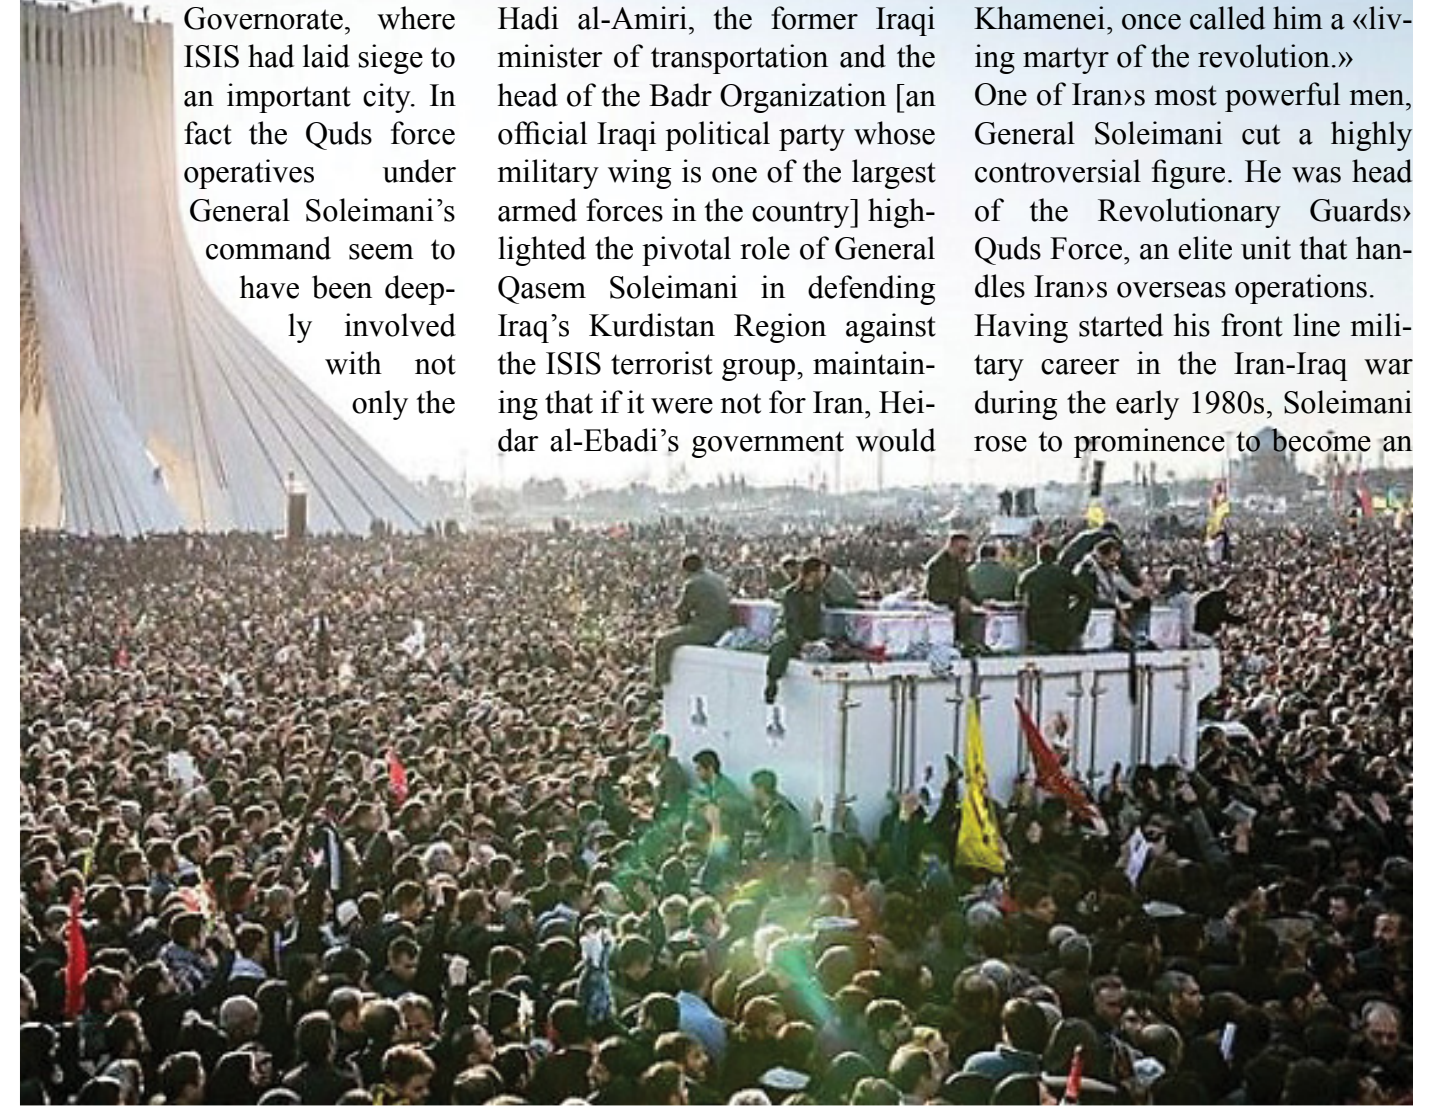 Governorate, where
ISIS had laid siege to
an important city. In
fact the Quds force
operatives under
General Soleimani’s
command seem to
have been deep-
ly involved
with not
only the
Hadi al-Amiri, the former Iraqi
minister of transportation and the
head of the Badr Organization [an
official Iraqi political party whose
military wing is one of the largest
armed forces in the country] high-
lighted the pivotal role of General
Qasem Soleimani in defending
Iraq’s Kurdistan Region against
the ISIS terrorist group, maintain-
ing that if it were not for Iran, Hei-
dar al-Ebadi’s government would
Khamenei, once called him a «liv-
ing martyr of the revolution.»
One of Iran›s most powerful men,
General Soleimani cut a highly
controversial figure. He was head
of the Revolutionary Guards›
Quds Force, an elite unit that han-
dles Iran›s overseas operations.
Having started his front line mili-
tary career in the Iran-Iraq war
during the early 1980s, Soleimani
rose to prominence to become an